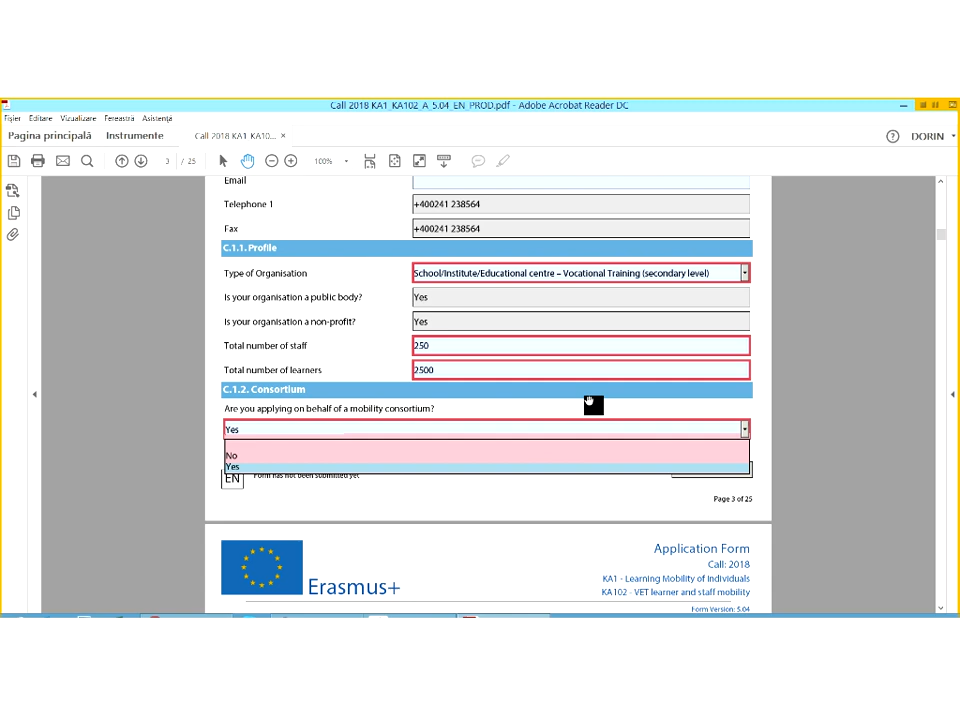 Call 2018 KA1_KA102_A_5.04_EN_PROD.pdf - Adobe Acrobat Reader DC
Fișier Editare Vizualizare Fereastră Asistență
Pagina principală Instrumente Call 2018 KA1_KA10... × ? DORIN
3 / 25 100%
Email
Telephone 1 +400241 238564
Fax +400241 238564
C.1.1. Profile
Type of Organisation School/Institute/Educational centre – Vocational Training (secondary level)
Is your organisation a public body? Yes
Is your organisation a non-profit? Yes
Total number of staff 250
Total number of learners 2500
C.1.2. Consortium
Are you applying on behalf of a mobility consortium?
Yes
No
Yes
EN Form has not been submitted yet
Page 3 of 25
Application Form
Call: 2018
KA1 - Learning Mobility of Individuals
Erasmus+ KA102 - VET learner and staff mobility
Form Version: 5.04